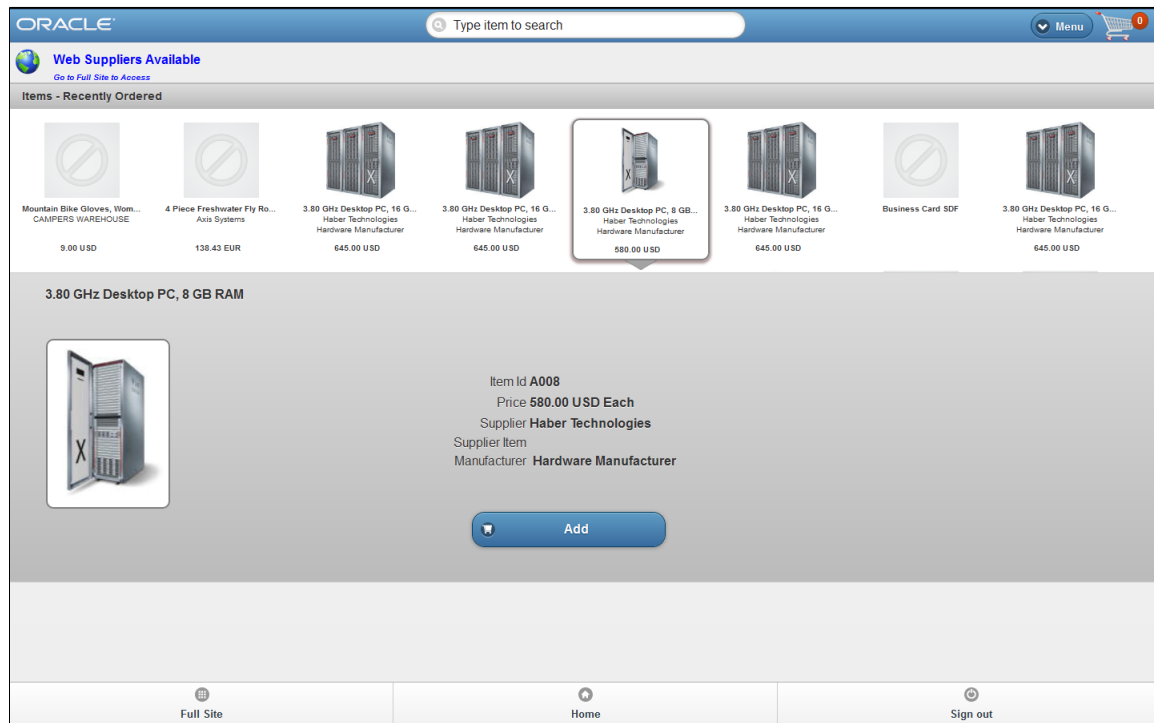 ORACLE
Type item to search
Menu
0
Web Suppliers Available
Go to Full Site to Access
Items - Recently Ordered
Mountain Bike Gloves, Wom...
CAMPERS WAREHOUSE
9.00 USD
4 Piece Freshwater Fly Ro...
Axis Systems
138.43 EUR
3.80 GHz Desktop PC, 16 G...
Haber Technologies
Hardware Manufacturer
645.00 USD
3.80 GHz Desktop PC, 16 G...
Haber Technologies
Hardware Manufacturer
645.00 USD
3.80 GHz Desktop PC, 8 GB...
Haber Technologies
Hardware Manufacturer
580.00 USD
3.80 GHz Desktop PC, 16 G...
Haber Technologies
Hardware Manufacturer
645.00 USD
Business Card SDF
3.80 GHz Desktop PC, 16 G...
Haber Technologies
Hardware Manufacturer
645.00 USD
3.80 GHz Desktop PC, 8 GB RAM
X
Item Id A008
Price 580.00 USD Each
Supplier Haber Technologies
Supplier Item
Manufacturer Hardware Manufacturer
Add
Full Site
Home
Sign out